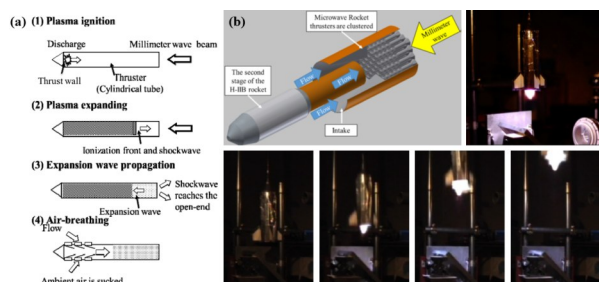 (a)
(1) Plasma ignition
Discharge
Millimeter wave beam
Thrust wall
Thruster
(Cylindrical tube)
(2) Plasma expanding
Ionization front and shockwave
(3) Expansion wave propagation
Shockwave
reaches the
open-end
Expansion wave
(4) Air-breathing
Flow
Ambient air is sucked
(b)
Microwave Rocket
thrusters are clustered
Millimeter
wave
The second
stage of the
H-BB rocket
Flow
Flow
Flow
Intake